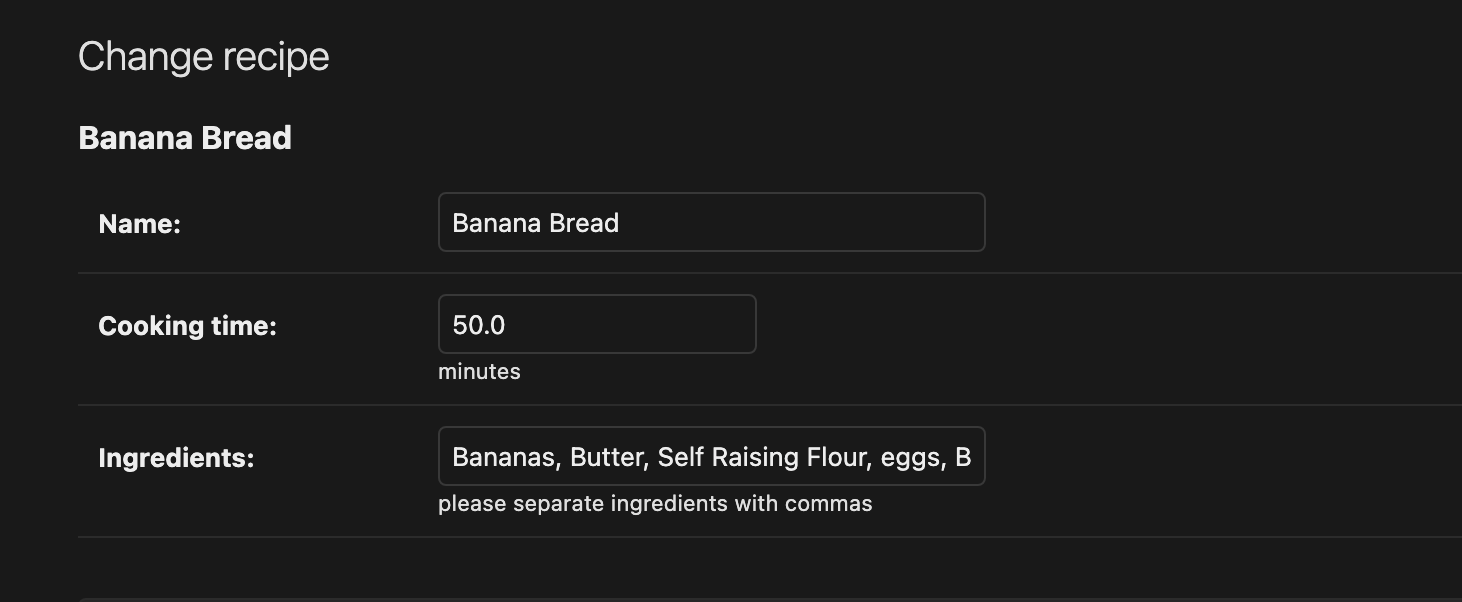 Change recipe
Banana Bread
Name:
Banana Bread
Cooking time:
50.0
minutes
Ingredients:
Bananas, Butter, Self Raising Flour, eggs, B
please separate ingredients with commas